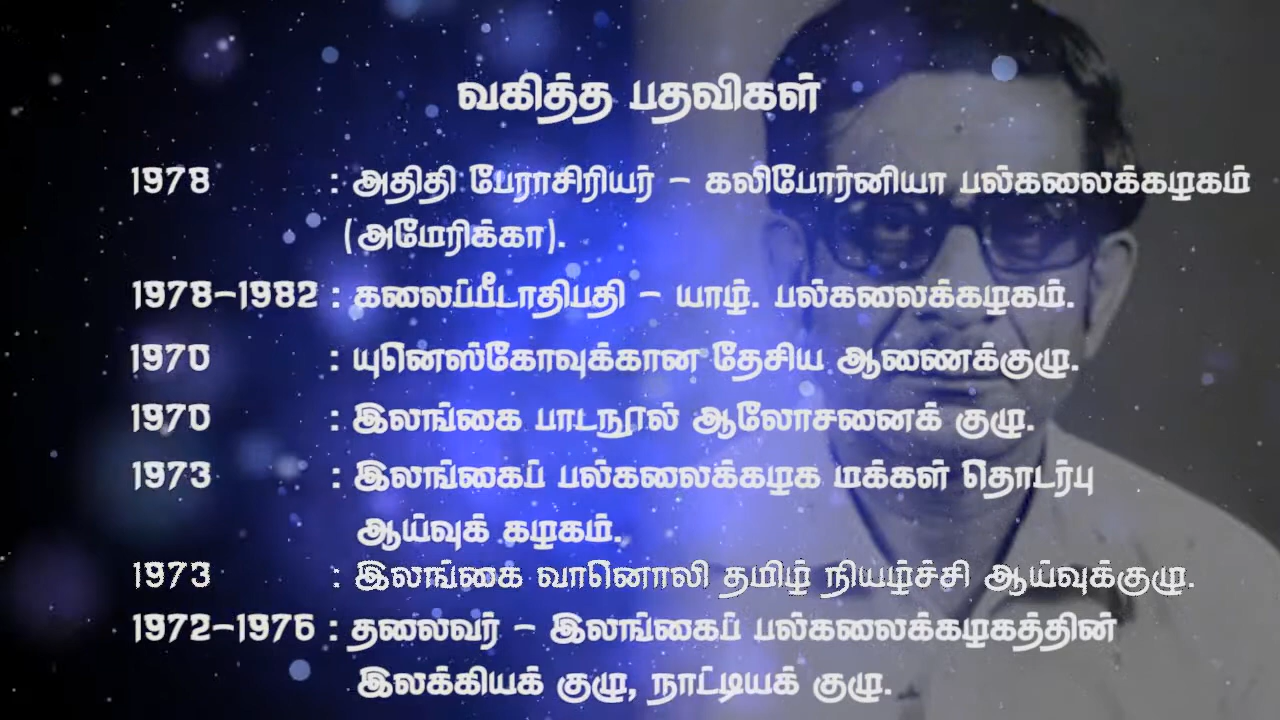 வகித்த பதவிகள்
1978 : அதிதி பேராசிரியர் – கலிபோர்னியா பல்கலைக்கழகம்
(அமேரிக்கா).
1978–1982 : கலைப்பீடாதிபதி – யாழ். பல்கலைக்கழகம்.
1970 : யுனெஸ்கோவுக்கான தேசிய ஆணைக்குழு.
1970 : இலங்கை பாடநூல் ஆலோசனைக் குழு.
1973 : இலங்கைப் பல்கலைக்கழக மக்கள் தொடர்பு
ஆய்வுக் கழகம்.
1973 : இலங்கை வானொலி தமிழ் நியழ்ச்சி ஆய்வுக்குழு.
1972–1976 : தலைவர் – இலங்கைப் பல்கலைக்கழகத்தின்
இலக்கியக் குழு, நாட்டியக் குழு.